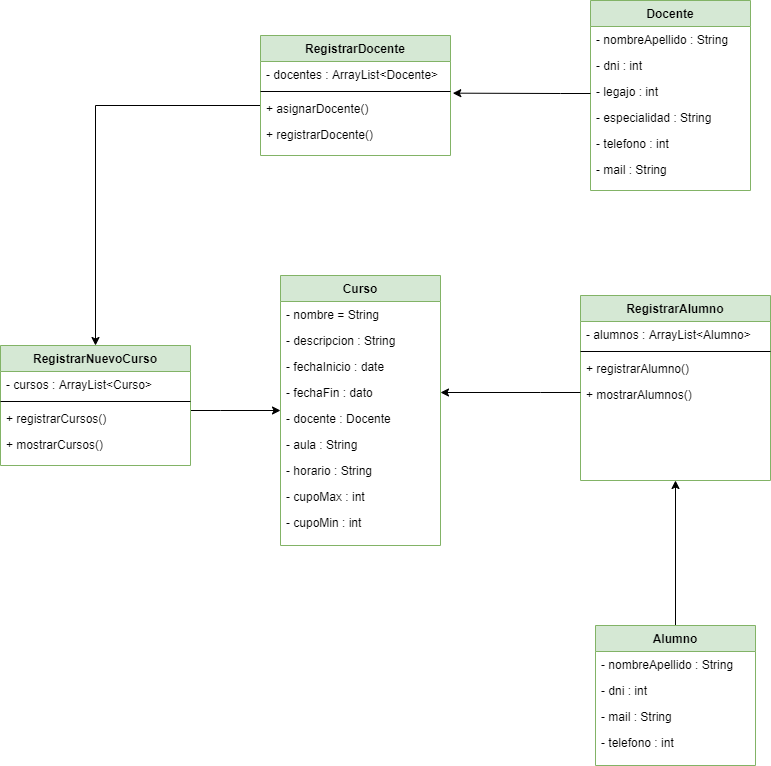 Docente
- nombreApellido : String
- dni : int
- legajo : int
- especialidad : String
- telefono : int
- mail : String
RegistrarDocente
- docentes : ArrayList<Docente>
+ asignarDocente()
+ registrarDocente()
Curso
- nombre = String
- descripcion : String
- fechaInicio : date
- fechaFin : dato
- docente : Docente
- aula : String
- horario : String
- cupoMax : int
- cupoMin : int
RegistrarAlumno
- alumnos : ArrayList<Alumno>
+ registrarAlumno()
+ mostrarAlumnos()
RegistrarNuevoCurso
- cursos : ArrayList<Curso>
+ registrarCursos()
+ mostrarCursos()
Alumno
- nombreApellido : String
- dni : int
- mail : String
- telefono : int